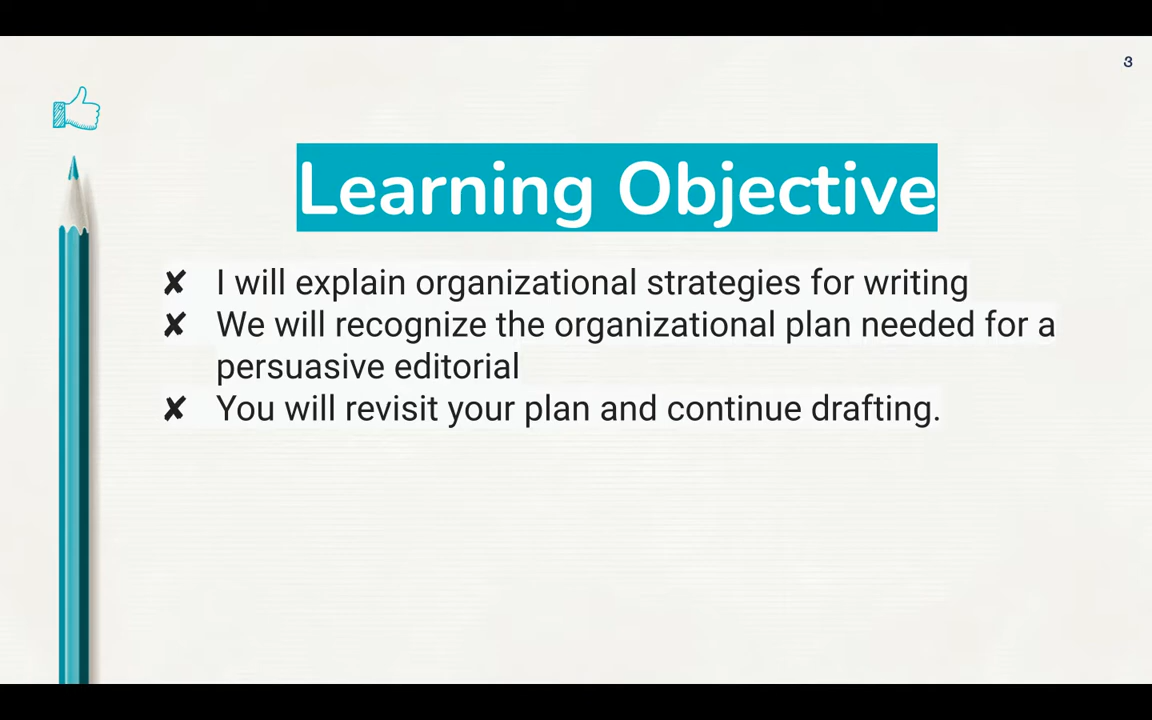 3
Learning Objective
✘ I will explain organizational strategies for writing
✘ We will recognize the organizational plan needed for a
persuasive editorial
✘ You will revisit your plan and continue drafting.